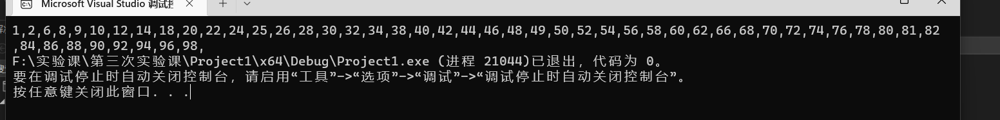 Microsoft Visual Studio 调试控
1,2,6,8,9,10,12,14,18,20,22,24,25,26,28,30,32,34,38,40,42,44,46,48,49,50,52,54,56,58,60,62,66,68,70,72,74,76,78,80,81,82
,84,86,88,90,92,94,96,98,
F:\实验课\第三次实验课\Project1\x64\Debug\Project1.exe (进程 21044)已退出，代码为 0。
要在调试停止时自动关闭控制台，请启用“工具”->“选项”->“调试”->“调试停止时自动关闭控制台”。
按任意键关闭此窗口. . .